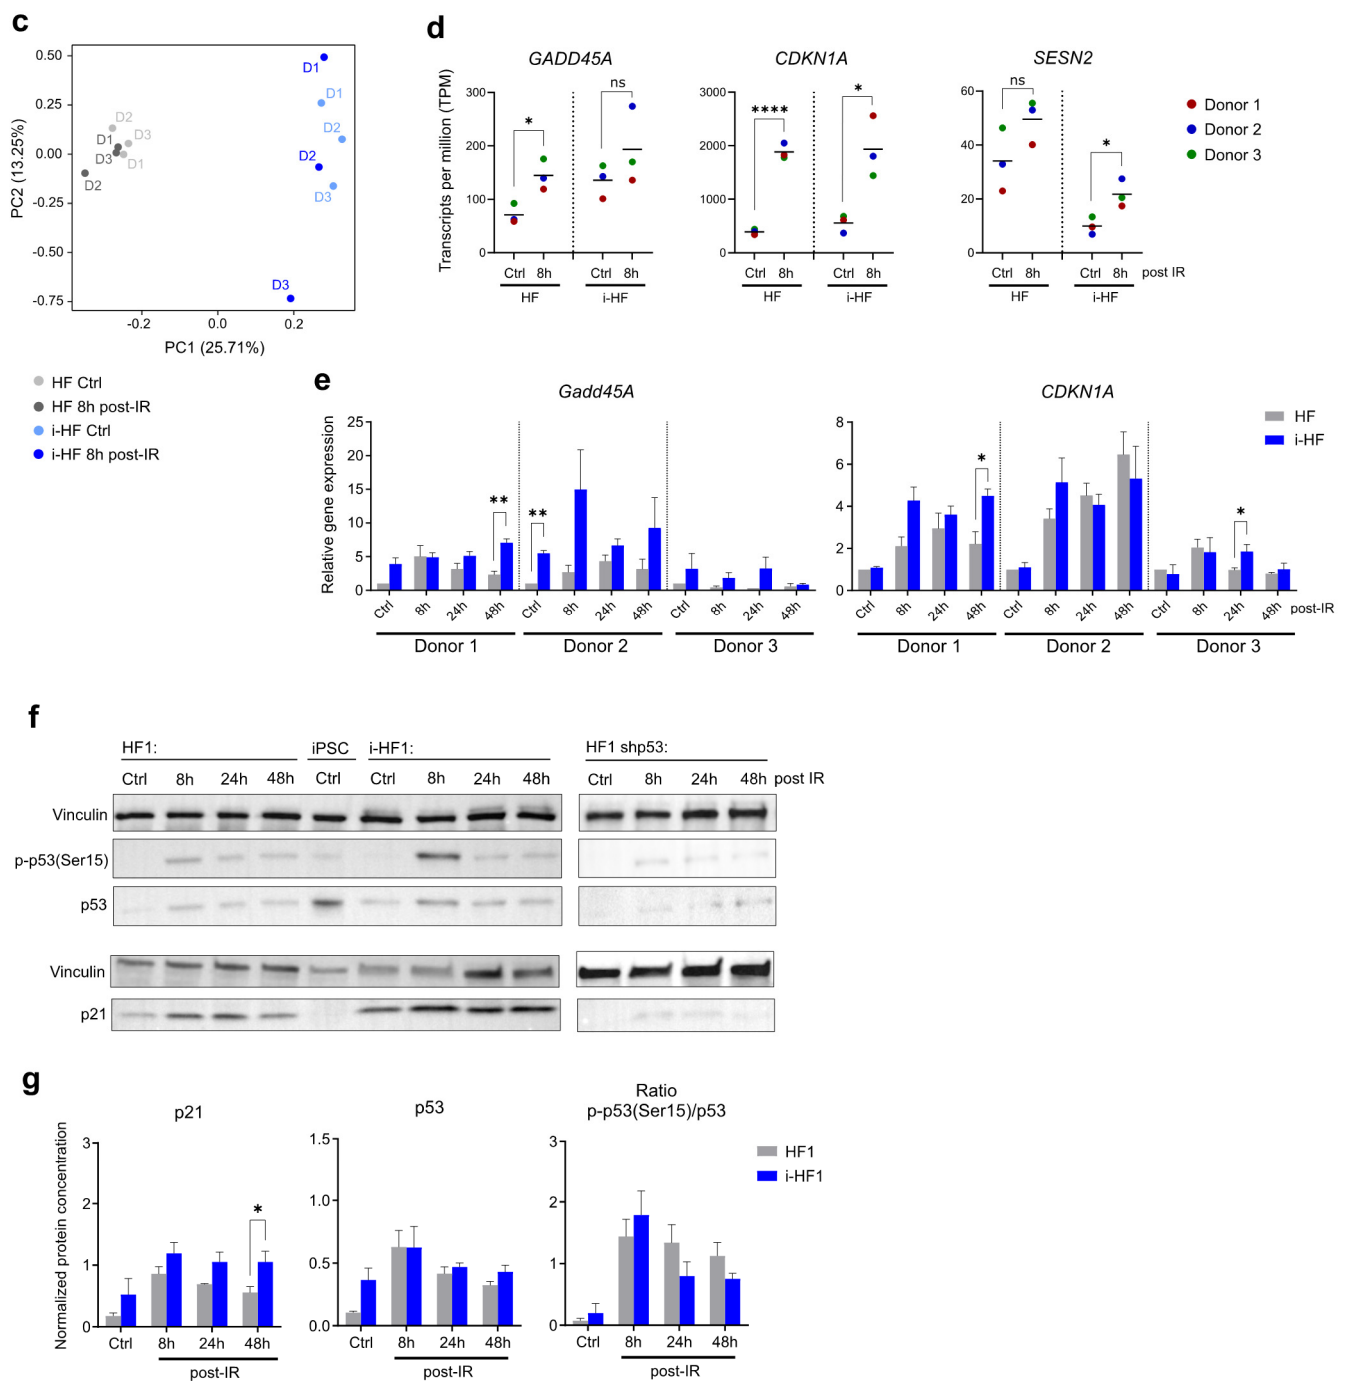 c
PC2 (13.25%)
0.50
0.25
0.00
-0.25
-0.50
-0.75
D1
D1
D2
D2
D3
D3
D2
D1
D3
D3
D1
D2
-0.2
0.0
0.2
PC1 (25.71%)
HF Ctrl
HF 8h post-IR
i-HF Ctrl
i-HF 8h post-IR
d
GADD45A
CDKN1A
SESN2
Transcripts per million (TPM)
300
200
100
0
*
ns
3000
2000
1000
0
****
*
60
40
20
0
ns
*
Donor 1
Donor 2
Donor 3
Ctrl 8h Ctrl 8h
HF i-HF
Ctrl 8h Ctrl 8h
HF i-HF
Ctrl 8h Ctrl 8h post IR
HF i-HF
e
Gadd45A
CDKN1A
Relative gene expression
25
20
15
10
5
0
**
**
8
6
4
2
0
*
*
HF
i-HF
Ctrl 8h 24h 48h Ctrl 8h 24h 48h Ctrl 8h 24h 48h
Donor 1 Donor 2 Donor 3
Ctrl 8h 24h 48h Ctrl 8h 24h 48h Ctrl 8h 24h 48h post-IR
Donor 1 Donor 2 Donor 3
f
HF1: iPSC i-HF1: HF1 shp53:
Ctrl 8h 24h 48h Ctrl Ctrl 8h 24h 48h Ctrl 8h 24h 48h post IR
Vinculin
p-p53(Ser15)
p53
Vinculin
p21
g
p21
p53
Ratio
p-p53(Ser15)/p53
Normalized protein concentration
3
2
1
0
*
1.5
1.0
0.5
0.0
3
2
1
0
HF1
i-HF1
Ctrl 8h 24h 48h
post-IR
Ctrl 8h 24h 48h
post-IR
Ctrl 8h 24h 48h
post-IR